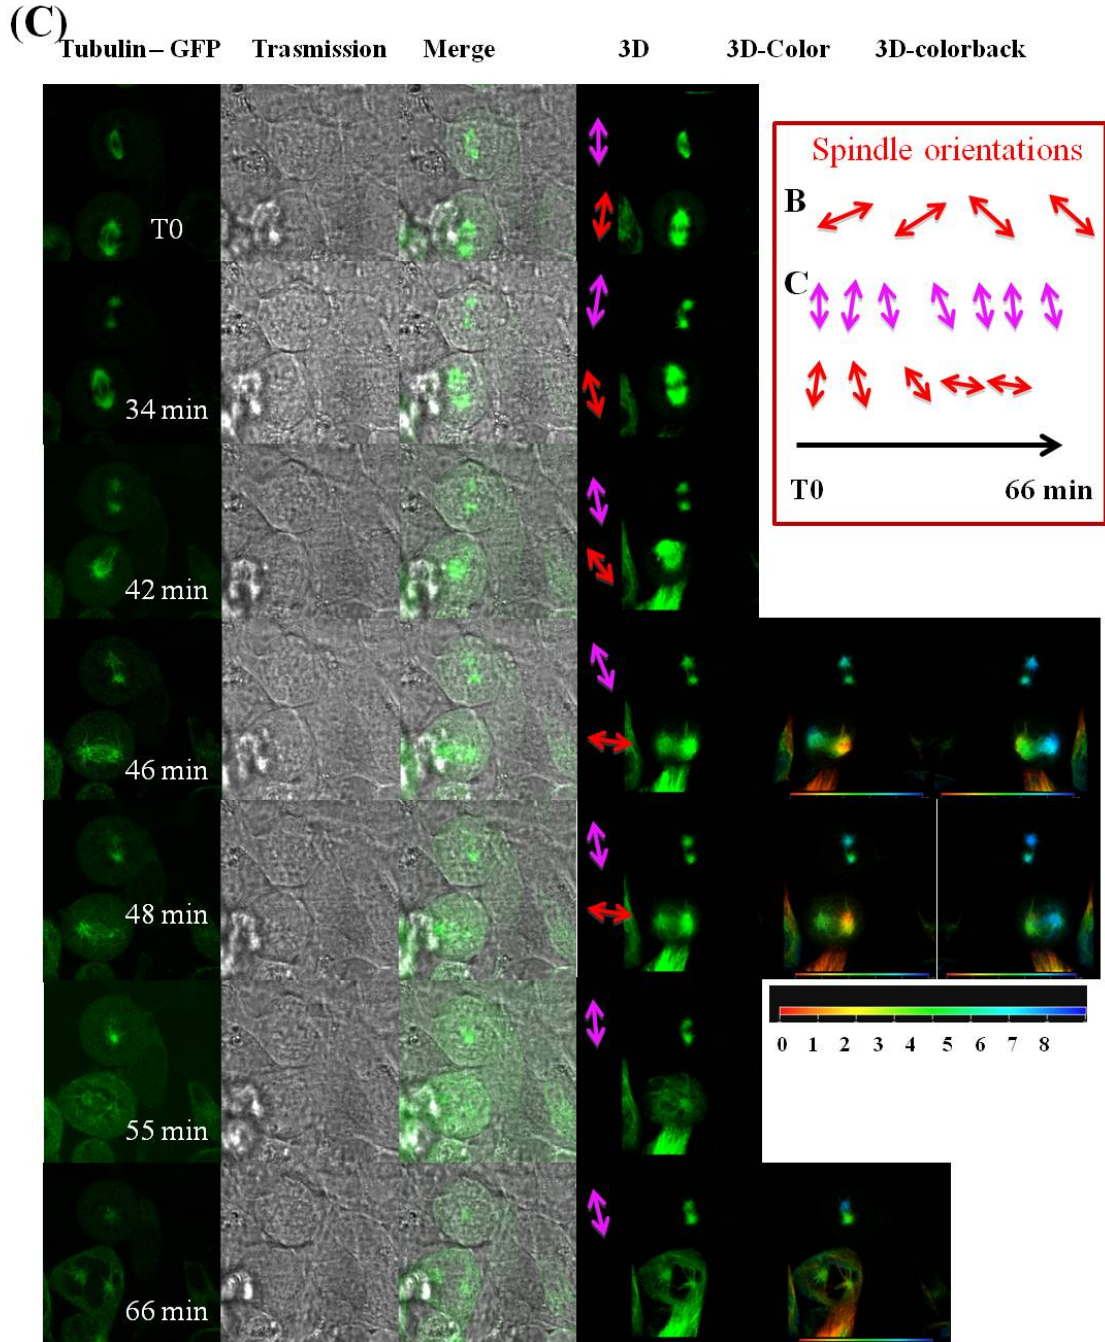 (C)
Tubulin – GFP Trasmission Merge 3D 3D-Color 3D-colorback
T0
34 min
42 min
46 min
48 min
55 min
66 min
Spindle orientations
B
C
T0 66 min
0 1 2 3 4 5 6 7 8